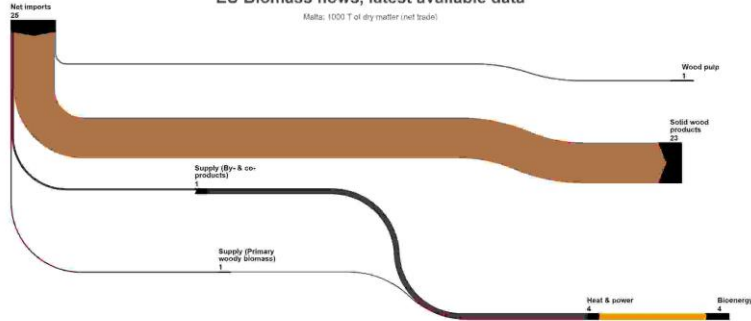 EU Biomass flows, latest available data
Malta: 1000 T of dry matter (net trade)
Net imports
25
Wood pulp
1
Solid wood
products
23
Supply (By- & co-
products)
1
Supply (Primary
woody biomass)
1
Heat & power
4
Bioenergy
4